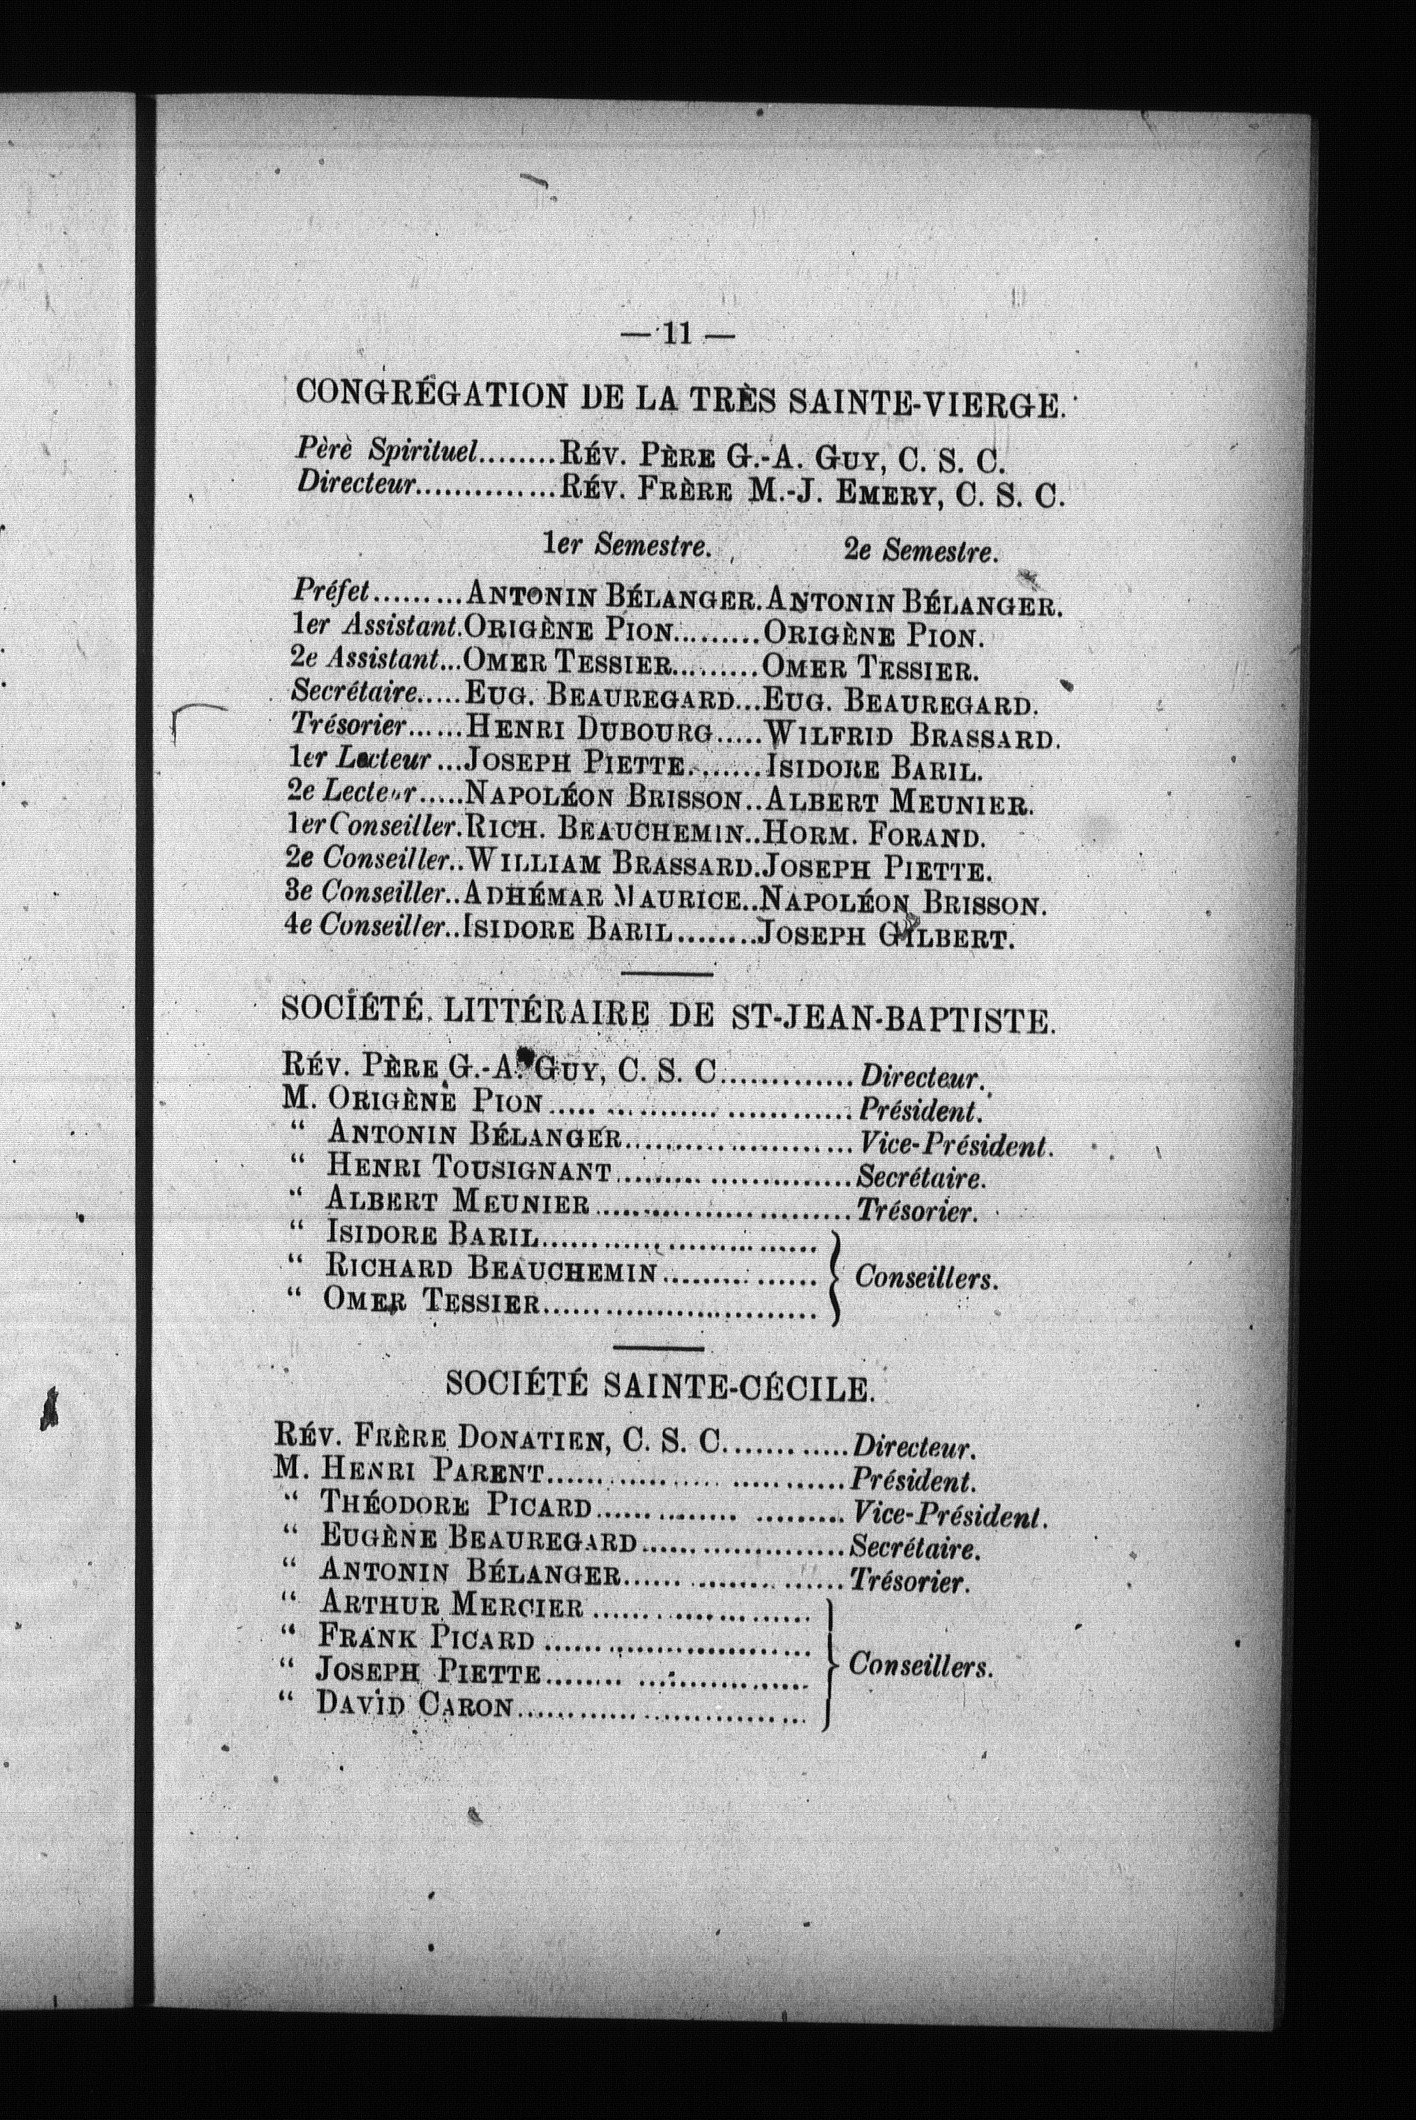 — 11 —
CONGRÉGATION DE LA TRÈS SAINTE-VIERGE.
Père Spirituel........RÉV. PÈRE G.-A. GUY, C. S. C.
Directeur..............RÉV. FRÈRE M.-J. EMERY, C. S. C.
1er Semestre. 2e Semestre.
Préfet.........ANTONIN BÉLANGER.ANTONIN BÉLANGER.
1er Assistant.ORIGÈNE PION.........ORIGÈNE PION.
2e Assistant...OMER TESSIER.........OMER TESSIER.
Secrétaire.....EUG. BEAUREGARD...EUG. BEAUREGARD.
Trésorier......HENRI DUBOURG.....WILFRID BRASSARD.
1er Lecteur...JOSEPH PIETTE........ISIDORE BARIL.
2e Lecteur.....NAPOLÉON BRISSON..ALBERT MEUNIER.
1er Conseiller.RICH. BEAUCHEMIN..HORM. FORAND.
2e Conseiller..WILLIAM BRASSARD.JOSEPH PIETTE.
3e Conseiller..ADHÉMAR MAURICE..NAPOLÉON BRISSON.
4e Conseiller..ISIDORE BARIL........JOSEPH GILBERT.
SOCIÉTÉ LITTÉRAIRE DE ST-JEAN-BAPTISTE.
RÉV. PÈRE G.-A. GUY, C. S. C.............Directeur.
M. ORIGÈNE PION..............................Président.
“ ANTONIN BÉLANGER.......................Vice-Président.
“ HENRI TOUSIGNANT........................Secrétaire.
“ ALBERT MEUNIER..........................Trésorier.
“ ISIDORE BARIL............................
“ RICHARD BEAUCHEMIN................ } Conseillers.
“ OMER TESSIER............................
SOCIÉTÉ SAINTE-CÉCILE.
RÉV. FRÈRE DONATIEN, C. S. C.............Directeur.
M. HENRI PARENT..............................Président.
“ THÉODORE PICARD.........................Vice-Président.
“ EUGÈNE BEAUREGARD.....................Secrétaire.
“ ANTONIN BÉLANGER......................Trésorier.
“ ARTHUR MERCIER......................
“ FRANK PICARD...........................
“ JOSEPH PIETTE.......................... } Conseillers.
“ DAVID CARON.............................